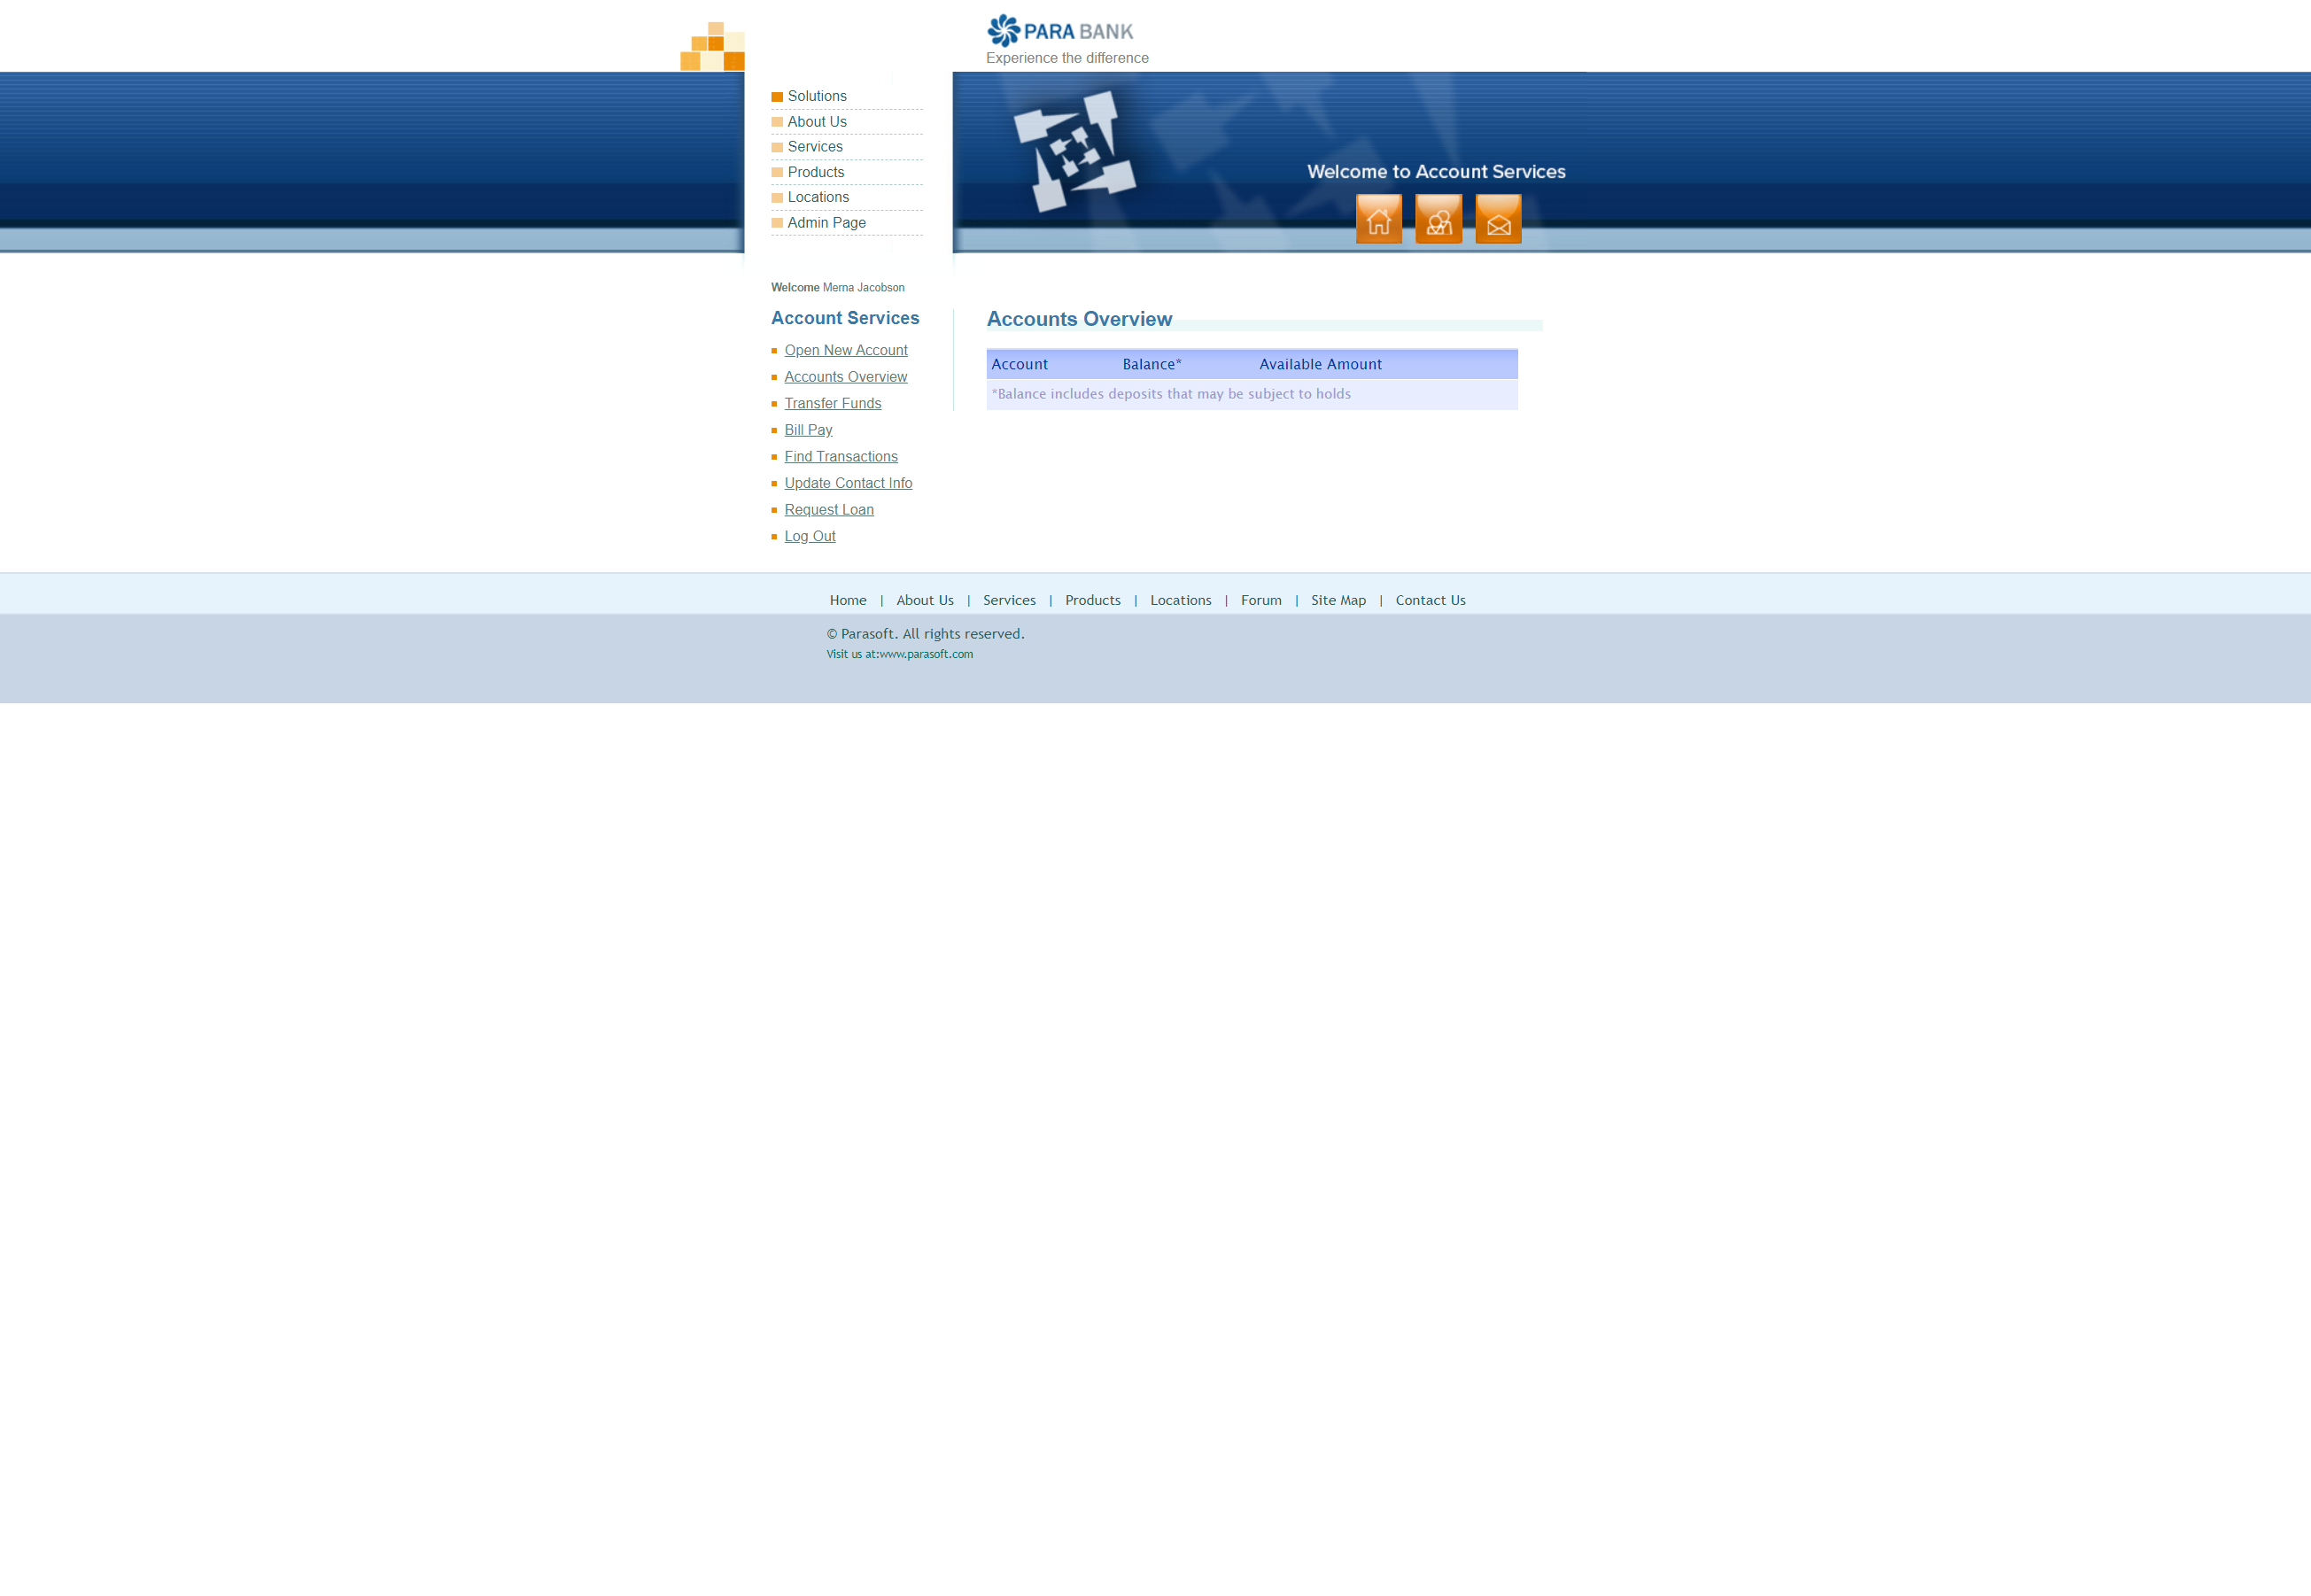 PARA BANK
Experience the difference
Solutions
About Us
Services
Products
Locations
Admin Page
Welcome to Account Services
Welcome Merna Jacobson
Account Services
Open New Account
Accounts Overview
Transfer Funds
Bill Pay
Find Transactions
Update Contact Info
Request Loan
Log Out
Accounts Overview
Account Balance* Available Amount
*Balance includes deposits that may be subject to holds
Home | About Us | Services | Products | Locations | Forum | Site Map | Contact Us
© Parasoft. All rights reserved.
Visit us at:www.parasoft.com